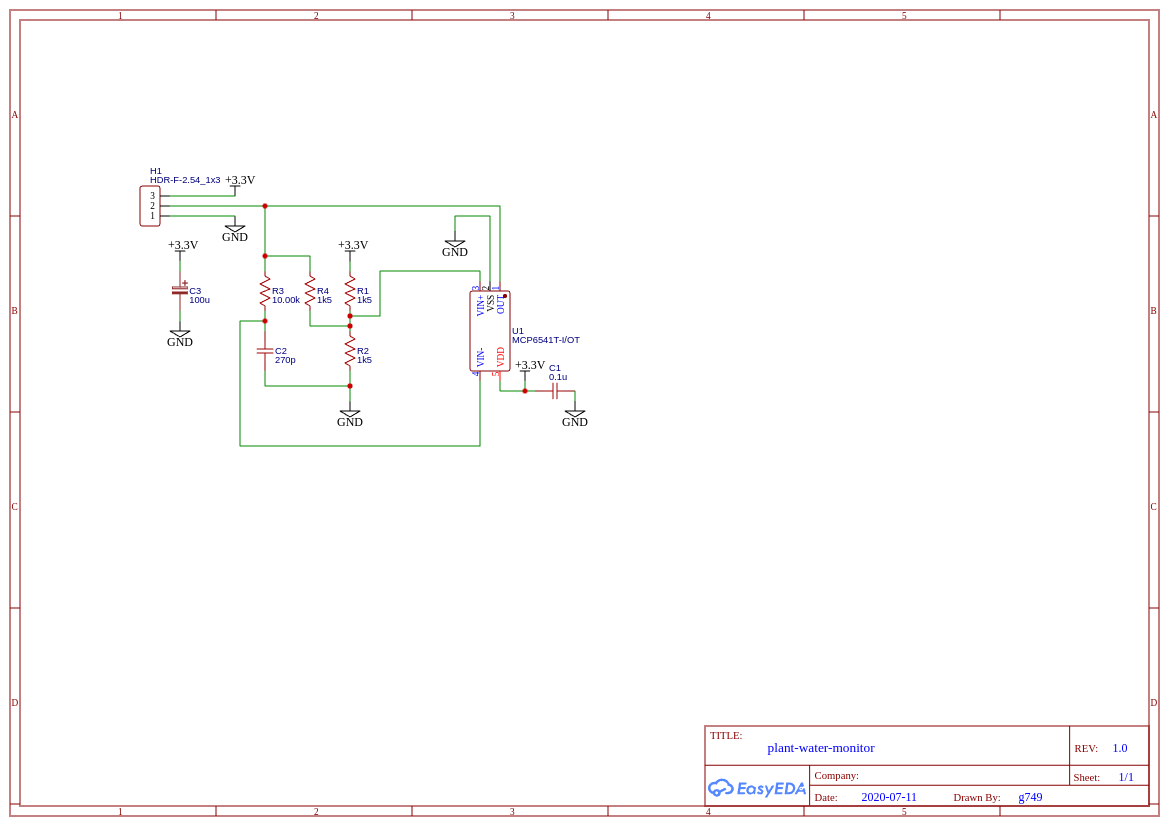 1 2 3 4 5
A A
H1
HDR-F-2.54_1x3 +3.3V
3
2
1
GND
+3.3V +3.3V GND
C3
100u
R3
10.00k
R4
1k5
R1
1k5
3 2 1
VIN+ VSS OUT
B B
GND
U1
MCP6541T-I/OT
C2
270p
R2
1k5
VIN- VDD
4 5
+3.3V C1
0.1u
GND GND
C C
D D
TITLE:
plant-water-monitor
REV: 1.0
EasyEDA
Company:
Sheet: 1/1
Date: 2020-07-11 Drawn By: g749
1 2 3 4 5